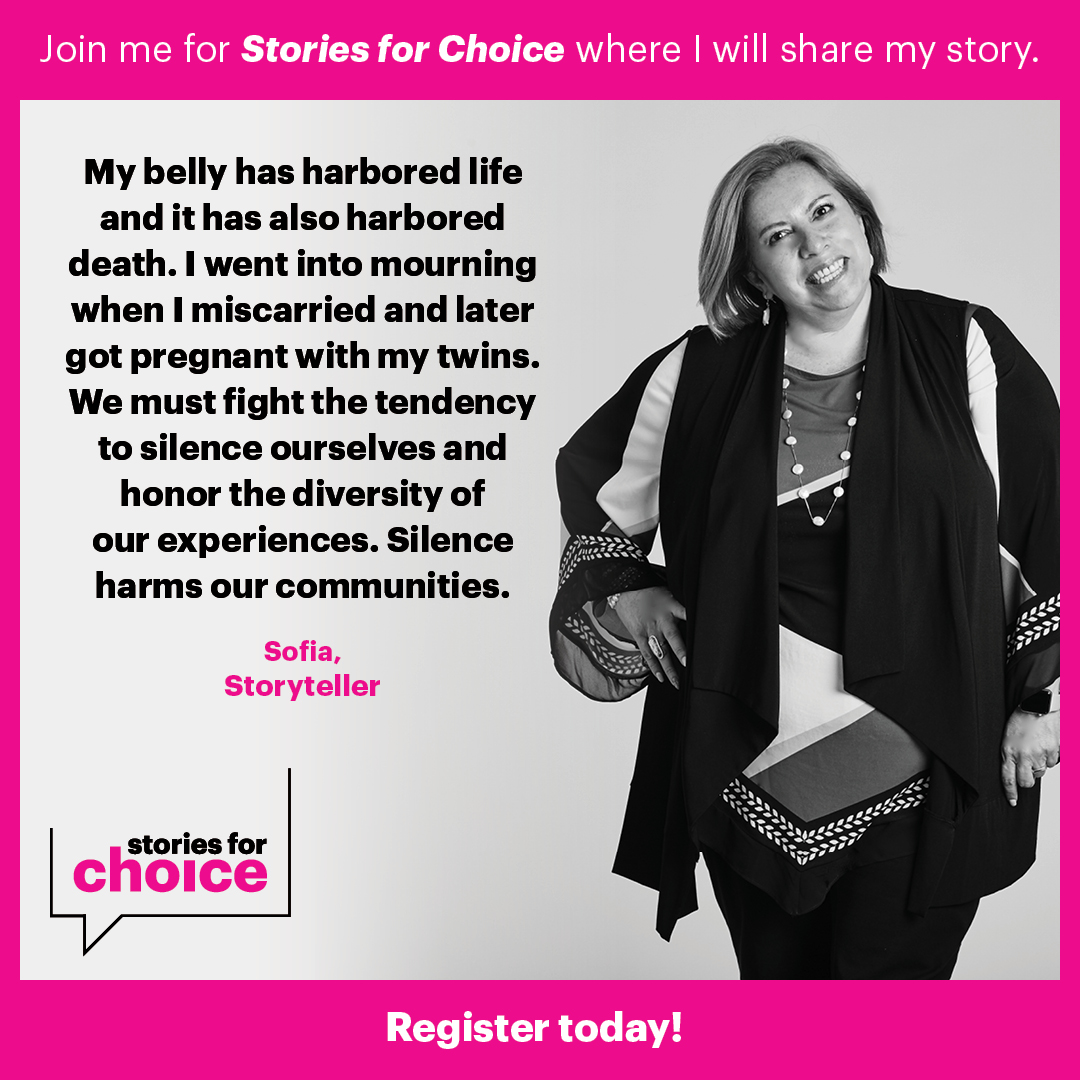 Join me for Stories for Choice where I will share my story.
My belly has harbored life
and it has also harbored
death. I went into mourning
when I miscarried and later
got pregnant with my twins.
We must fight the tendency
to silence ourselves and
honor the diversity of
our experiences. Silence
harms our communities.
Sofia,
Storyteller
stories for
choice
Register today!